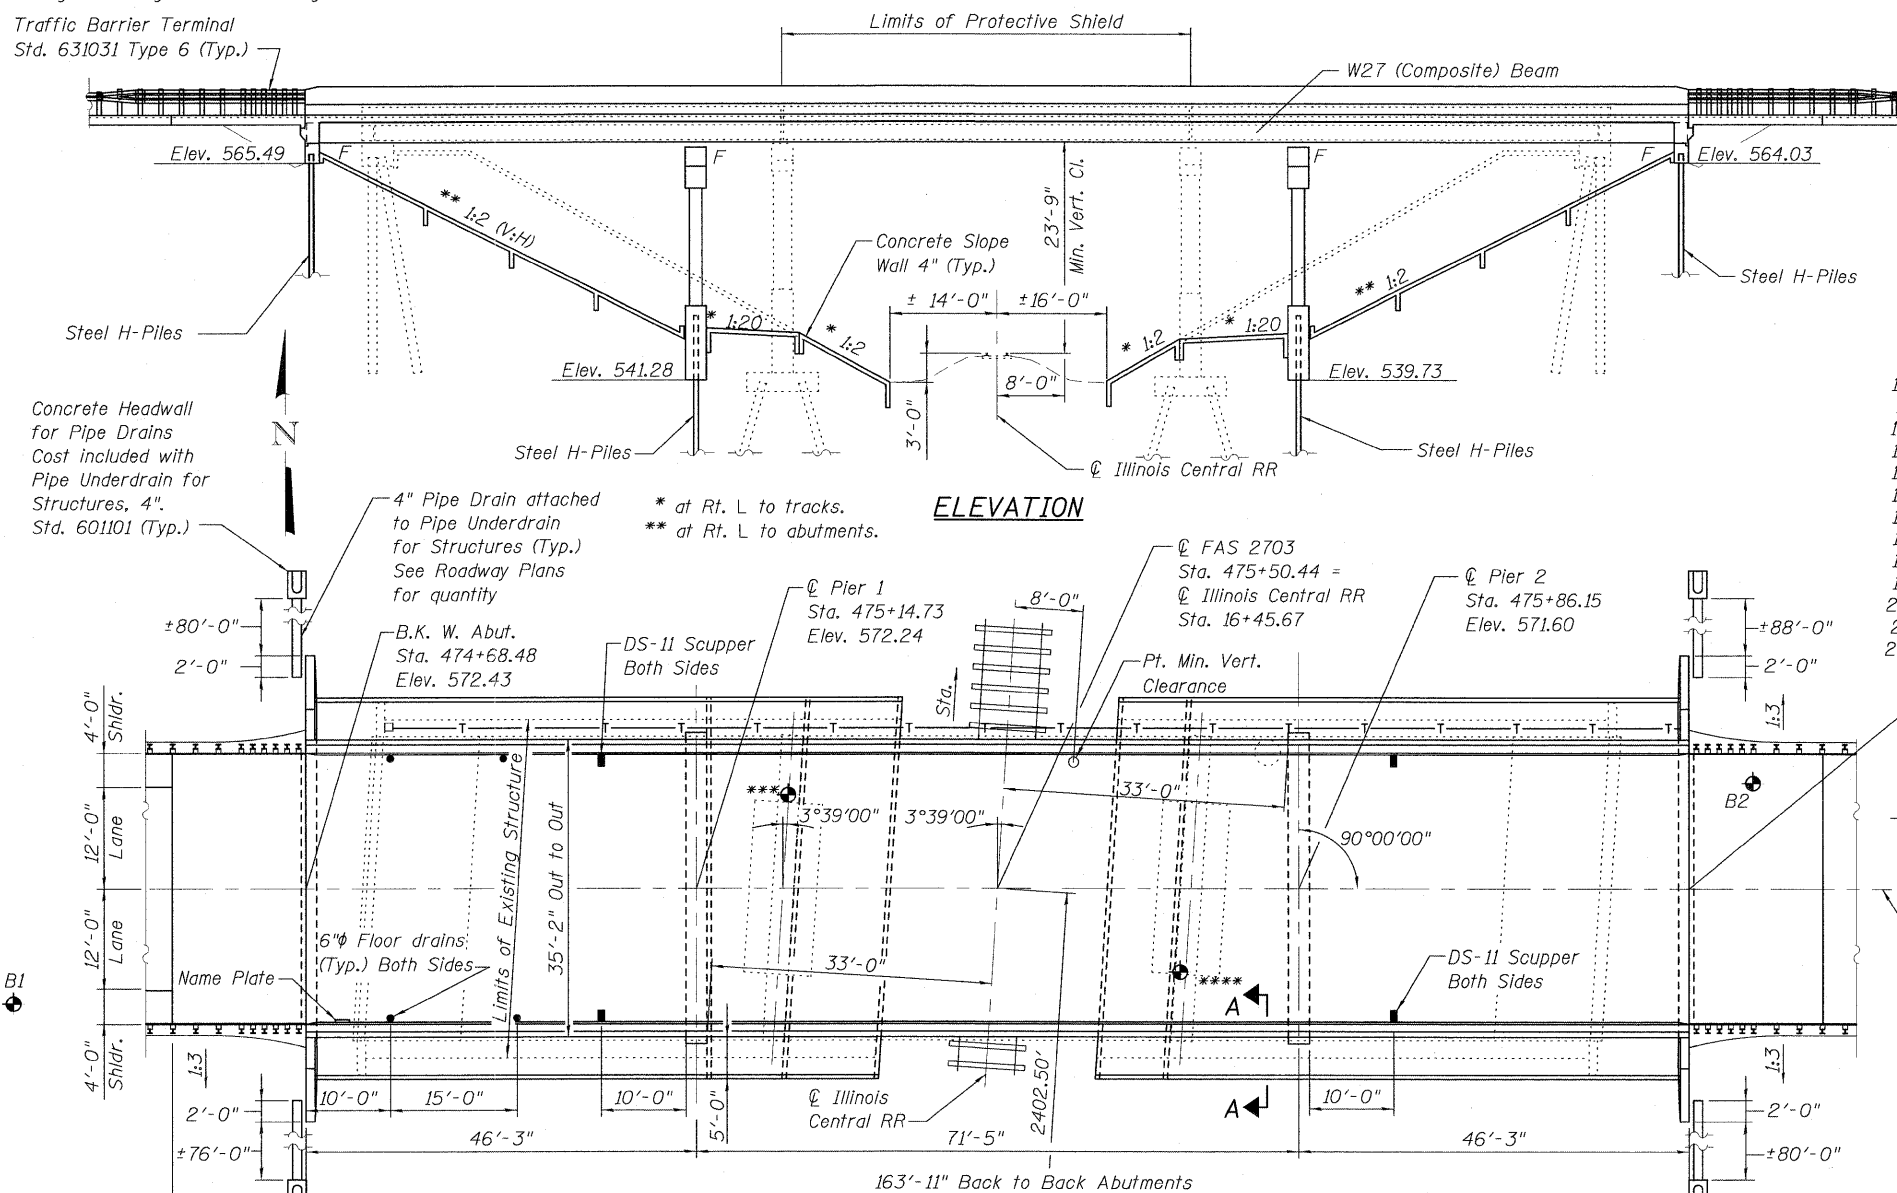 Traffic Barrier Terminal
Std. 631031 Type 6 (Typ.)
Limits of Protective Shield
W27 (Composite) Beam
Elev. 565.49
F
F
F
F
Elev. 564.03
** 1:2 (V:H)
23'-9"
Min. Vert. Cl.
Concrete Slope
Wall 4" (Typ.)
** 1:2
Steel H-Piles
± 14'-0"
±16'-0"
Steel H-Piles
* 1:20
* 1:2
* 1:2
* 1:20
Elev. 541.28
8'-0"
Elev. 539.73
3'-0"
Steel H-Piles
Steel H-Piles
℄ Illinois Central RR
Concrete Headwall
for Pipe Drains
Cost included with
Pipe Underdrain for
Structures, 4".
Std. 601101 (Typ.)
N
4" Pipe Drain attached
to Pipe Underdrain
for Structures (Typ.)
See Roadway Plans
for quantity
* at Rt. L to tracks.
** at Rt. L to abutments.
ELEVATION
℄ FAS 2703
Sta. 475+50.44 =
℄ Illinois Central RR
Sta. 16+45.67
℄ Pier 1
Sta. 475+14.73
Elev. 572.24
8'-0"
℄ Pier 2
Sta. 475+86.15
Elev. 571.60
±80'-0"
2'-0"
B.K. W. Abut.
Sta. 474+68.48
Elev. 572.43
DS-11 Scupper
Both Sides
Sta.
Pt. Min. Vert.
Clearance
±88'-0"
2'-0"
1:3
4'-0"
Shldr.
T T T T T T T T T T T T T T T T
12'-0"
Lane
Limits of Existing Structure
35'-2" Out to Out
***
3°39'00"
3°39'00"
33'-0"
90°00'00"
B2
12'-0"
Lane
6"ϕ Floor drains
(Typ.) Both Sides
33'-0"
****
DS-11 Scupper
Both Sides
B1
Name Plate
A
4'-0"
Shldr.
1:3
2402.50'
1:3
10'-0"
15'-0"
10'-0"
5'-0"
℄ Illinois
Central RR
A
10'-0"
2'-0"
±76'-0"
2'-0"
±80'-0"
46'-3"
71'-5"
46'-3"
163'-11" Back to Back Abutments